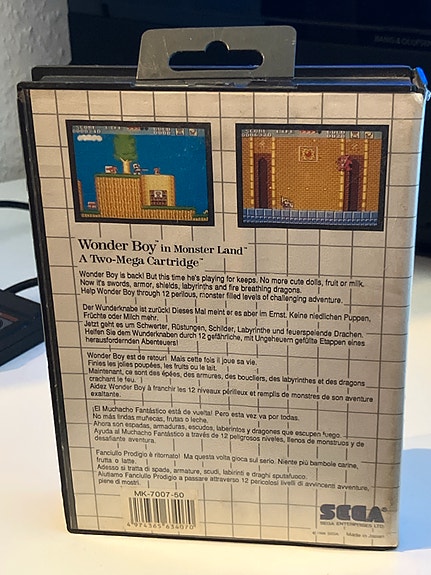 BANG & OLUFSEN
Wonder Boy™ in Monster Land™
A Two-Mega Cartridge™
Wonder Boy is back! But this time he's playing for keeps. No more cute dolls, fruit or milk.
Now it's swords, armor, shields, labyrinths and fire breathing dragons.
Help Wonder Boy through 12 perilous, monster filled levels of challenging adventure.
Der Wunderknabe ist zurück! Dieses Mal meint er es aber im Ernst. Keine niedlichen Puppen,
Früchte oder Milch mehr.
Jetzt geht es um Schwerter, Rüstungen, Schilder, Labyrinthe und feuerspeiende Drachen.
Helfen Sie dem Wunderknaben durch 12 gefährliche, mit Ungeheuern gefüllte Etappen eines
herausfordernden Abenteuers!
Wonder Boy est de retour! Mais cette fois il joue sa vie.
Finies les jolies poupées, les fruits ou le lait.
Maintenant, ce sont des épées, des armures, des boucliers, des labyrinthes et des dragons
crachant le feu.
Aidez Wonder Boy à franchir les 12 niveaux périlleux et remplis de monstres de son aventure
exaltante.
¡El Muchacho Fantástico está de vuelta! Pero esta vez va por todas.
No más lindas muñecas, frutas o leche.
Ahora son espadas, armaduras, escudos, laberintos y dragones que escupen fuego.
Ayuda al Muchacho Fantástico a través de 12 peligrosos niveles, llenos de monstruos y de
desafiante aventura.
Fanciullo Prodigio è ritornato! Ma questa volta gioca sul serio. Niente più bambole carine,
frutta o latte.
Adesso si tratta di spade, armature, scudi, labirinti e draghi sputafuoco.
Aiutiamo Fanciullo Prodigio a passare attraverso 12 pericolosi livelli di avvincenti avventure,
piene di mostri.
MK-7007-50
4 974365 634070
SEGA
SEGA ENTERPRISES LTD.
Made in Japan